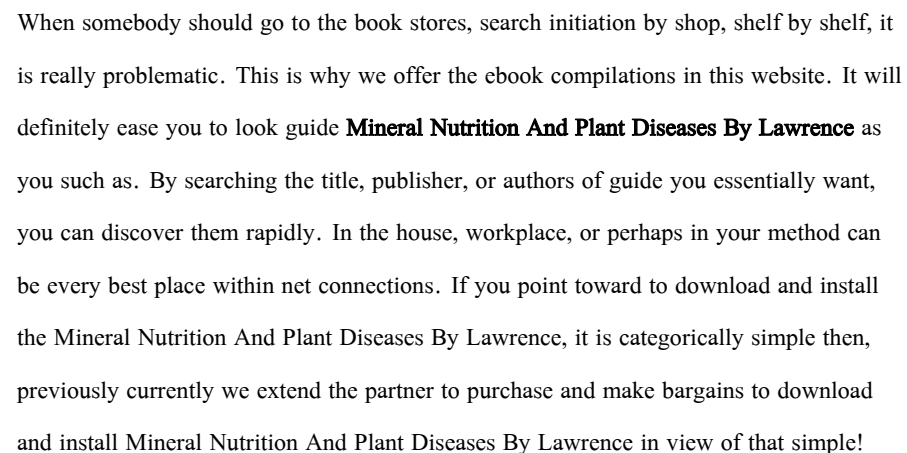 When somebody should go to the book stores, search initiation by shop, shelf by shelf, it
is really problematic. This is why we offer the ebook compilations in this website. It will
definitely ease you to look guide Mineral Nutrition And Plant Diseases By Lawrence as
you such as. By searching the title, publisher, or authors of guide you essentially want,
you can discover them rapidly. In the house, workplace, or perhaps in your method can
be every best place within net connections. If you point toward to download and install
the Mineral Nutrition And Plant Diseases By Lawrence, it is categorically simple then,
previously currently we extend the partner to purchase and make bargains to download
and install Mineral Nutrition And Plant Diseases By Lawrence in view of that simple!